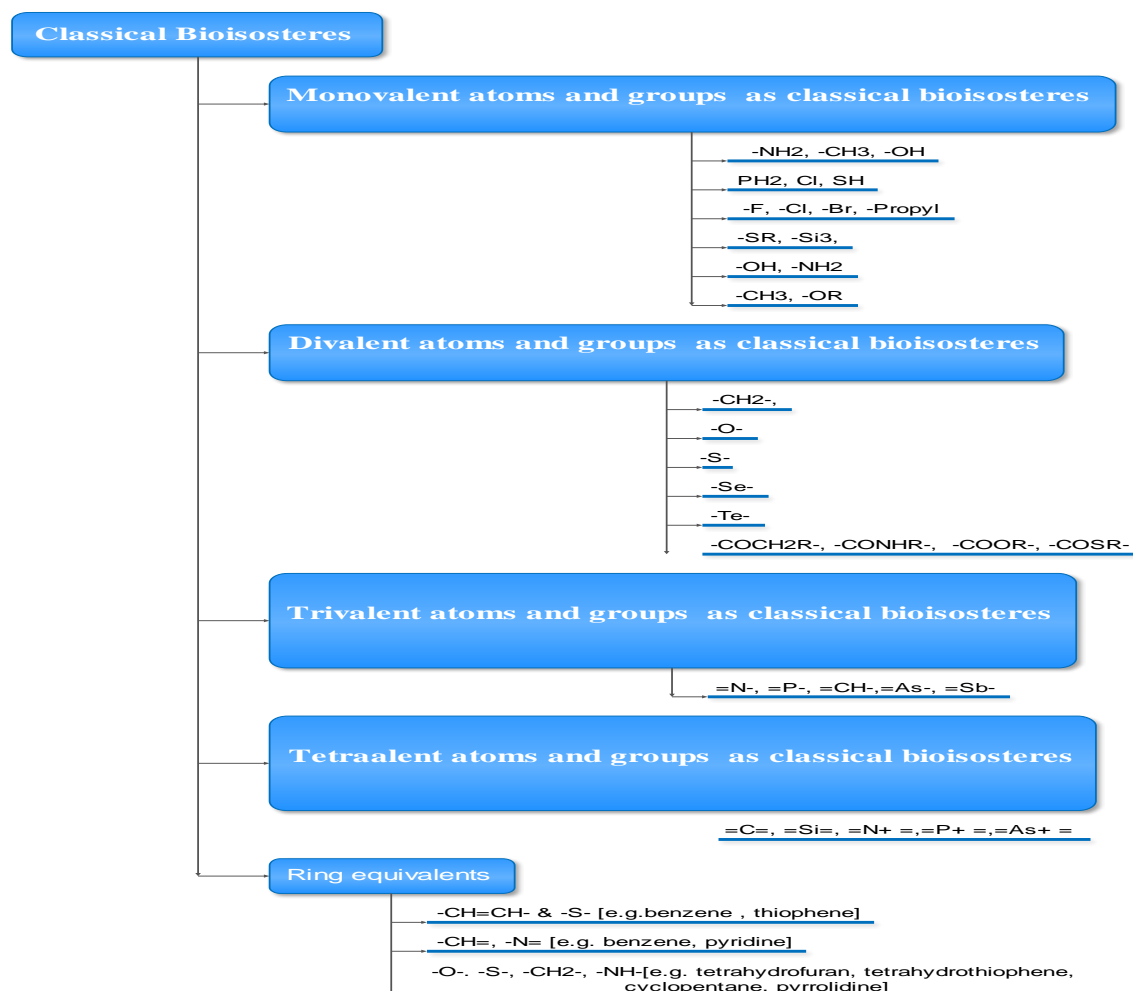 Classical Bioisosteres
Monovalent atoms and groups as classical bioisosteres
-NH2, -CH3, -OH
PH2, Cl, SH
-F, -Cl, -Br, -Propyl
-SR, -Si3,
-OH, -NH2
-CH3, -OR
Divalent atoms and groups as classical bioisosteres
-CH2-,
-O-
-S-
-Se-
-Te-
-COCH2R-, -CONHR-, -COOR-, -COSR-
Trivalent atoms and groups as classical bioisosteres
=N-, =P-, =CH-,=As-, =Sb-
Tetraalent atoms and groups as classical bioisosteres
=C=, =Si=, =N+ =,=P+ =,=As+ =
Ring equivalents
-CH=CH- & -S- [e.g.benzene , thiophene]
-CH=, -N= [e.g. benzene, pyridine]
-O-. -S-, -CH2-, -NH-[e.g. tetrahydrofuran, tetrahydrothiophene,
cyclopentane, pyrrolidine]